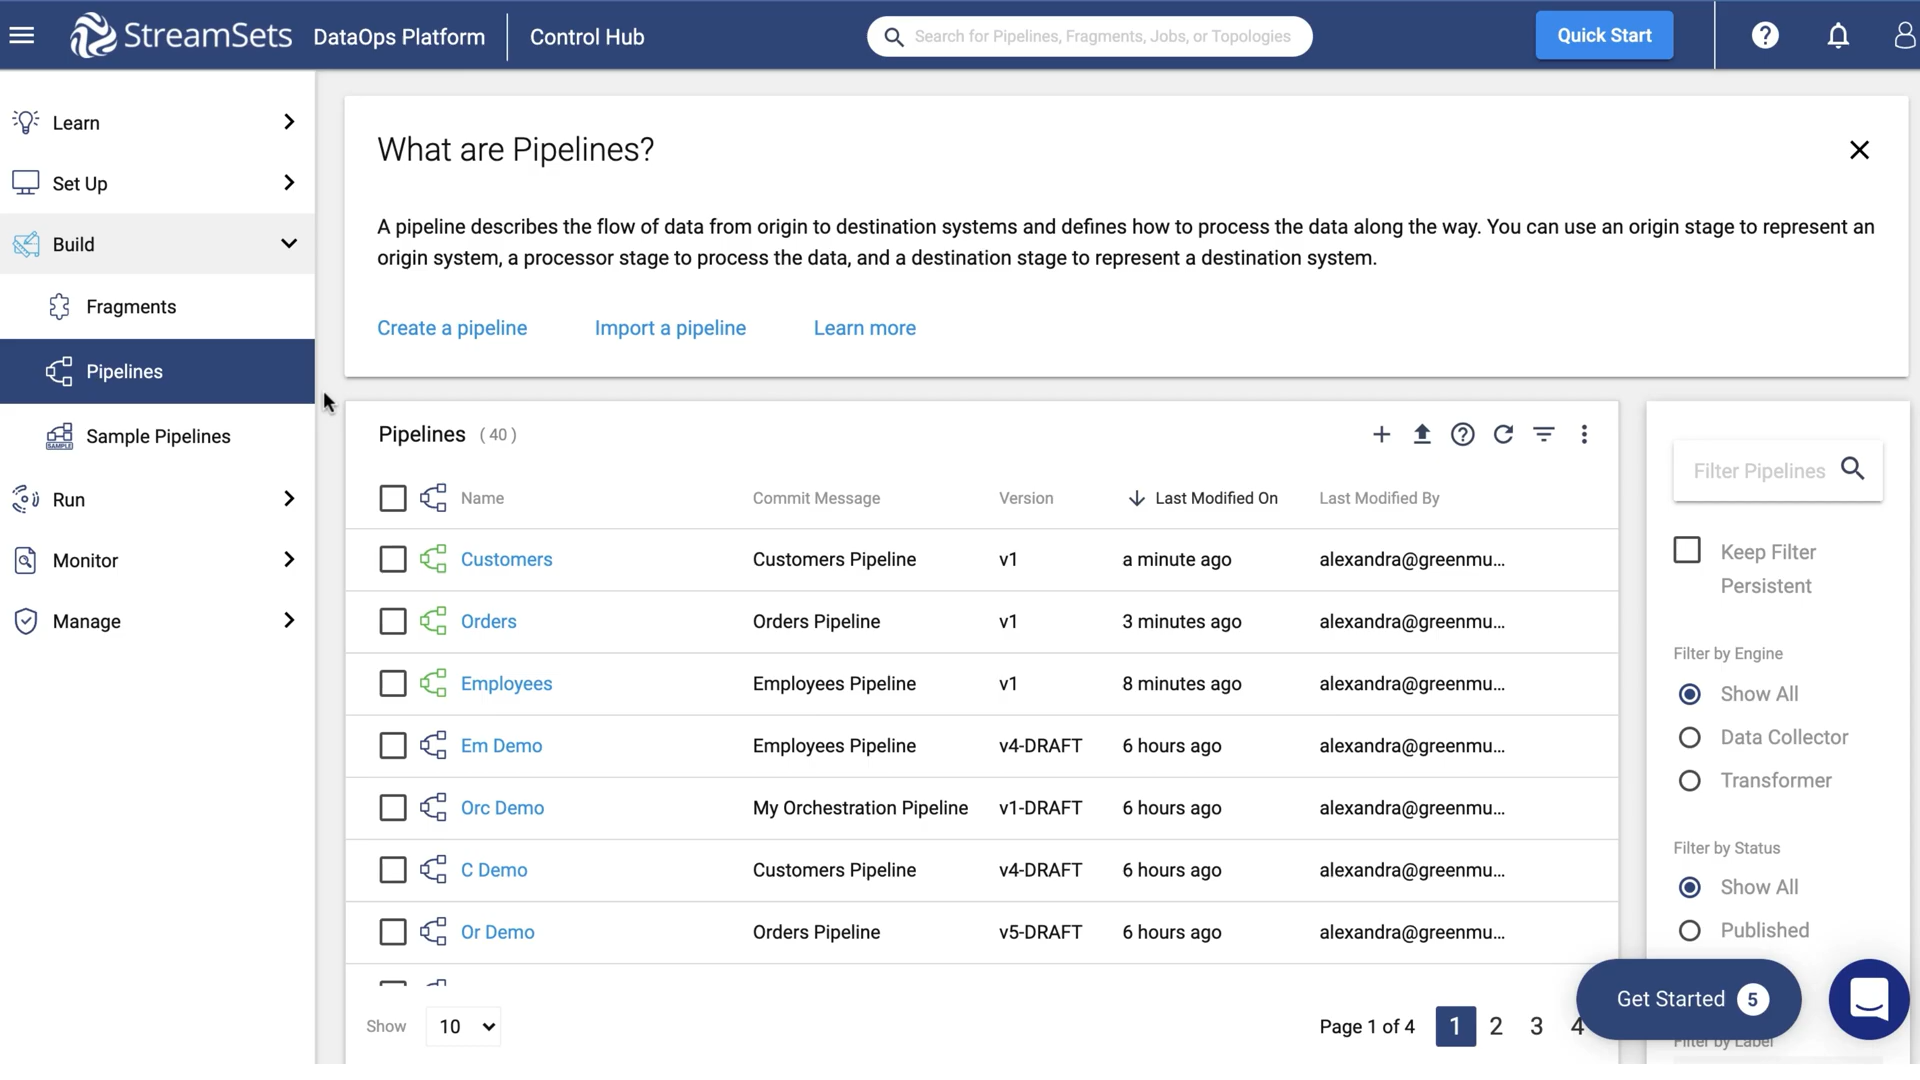 StreamSets DataOps Platform Control Hub Search for Pipelines, Fragments, Jobs, or Topologies Quick Start
Learn
Set Up
Build
Fragments
Pipelines
Sample Pipelines
SAMPLE
Run
Monitor
Manage
What are Pipelines?
A pipeline describes the flow of data from origin to destination systems and defines how to process the data along the way. You can use an origin stage to represent an
origin system, a processor stage to process the data, and a destination stage to represent a destination system.
Create a pipeline Import a pipeline Learn more
Pipelines (40)
Name Commit Message Version Last Modified On Last Modified By
Customers Customers Pipeline v1 a minute ago alexandra@greenmu...
Orders Orders Pipeline v1 3 minutes ago alexandra@greenmu...
Employees Employees Pipeline v1 8 minutes ago alexandra@greenmu...
Em Demo Employees Pipeline v4-DRAFT 6 hours ago alexandra@greenmu...
Orc Demo My Orchestration Pipeline v1-DRAFT 6 hours ago alexandra@greenmu...
C Demo Customers Pipeline v4-DRAFT 6 hours ago alexandra@greenmu...
Or Demo Orders Pipeline v5-DRAFT 6 hours ago alexandra@greenmu...
Show 10 Page 1 of 4 1 2 3 4
Filter Pipelines
Keep Filter
Persistent
Filter by Engine
Show All
Data Collector
Transformer
Filter by Status
Show All
Published
Get Started 5
Filter by Label